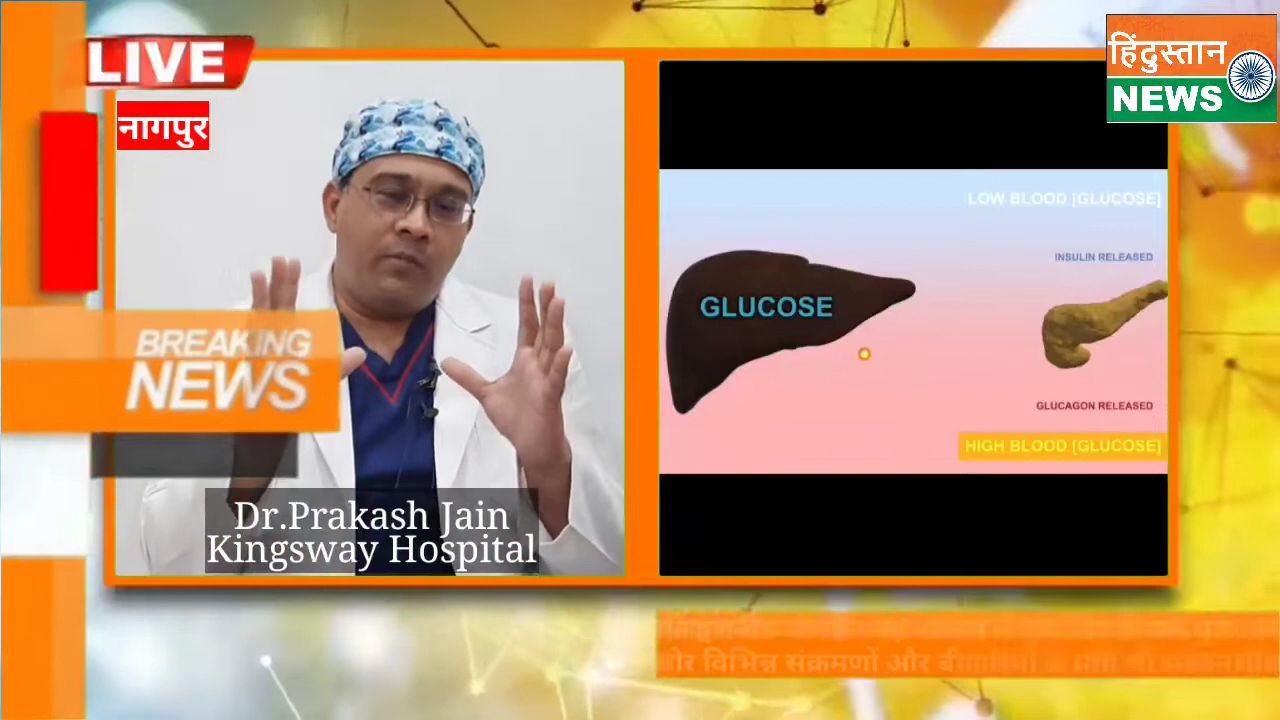 LIVE
नागपुर
हिंदुस्तान
NEWS
BREAKING
NEWS
Dr.Prakash Jain
Kingsway Hospital
LOW BLOOD [GLUCOSE]
INSULIN RELEASED
GLUCOSE
GLUCAGON RELEASED
HIGH BLOOD [GLUCOSE]
विभिन्न संक्रमणों और